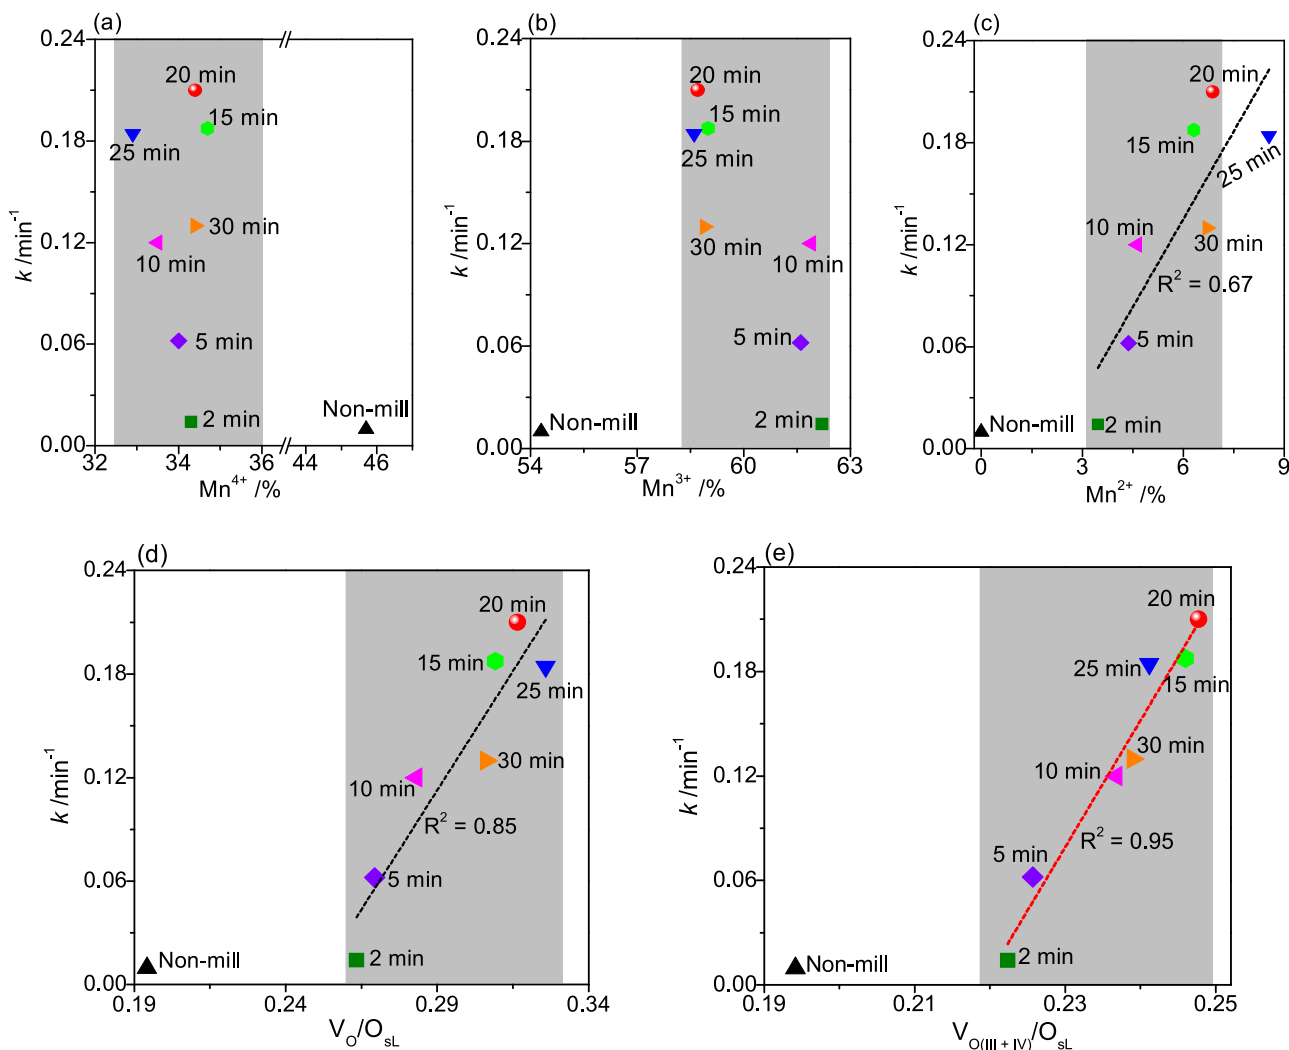 (a)
0.24
0.18
0.12
0.06
0.00
k /min⁻¹
20 min
15 min
25 min
30 min
10 min
5 min
2 min
Non-mill
32 34 36 44 46
Mn⁴⁺ /%
(b)
0.24
0.18
0.12
0.06
0.00
k /min⁻¹
20 min
15 min
25 min
30 min
10 min
5 min
2 min
Non-mill
54 57 60 63
Mn³⁺ /%
(c)
0.24
0.18
0.12
0.06
0.00
k /min⁻¹
20 min
15 min
25 min
10 min
30 min
R² = 0.67
5 min
2 min
Non-mill
0 3 6 9
Mn²⁺ /%
(d)
0.24
0.18
0.12
0.06
0.00
k /min⁻¹
20 min
15 min
25 min
30 min
10 min
R² = 0.85
5 min
2 min
Non-mill
0.19 0.24 0.29 0.34
V_O/O_sL
(e)
0.24
0.18
0.12
0.06
0.00
k /min⁻¹
20 min
25 min
15 min
30 min
10 min
R² = 0.95
5 min
2 min
Non-mill
0.19 0.21 0.23 0.25
V_O(III + IV)/O_sL